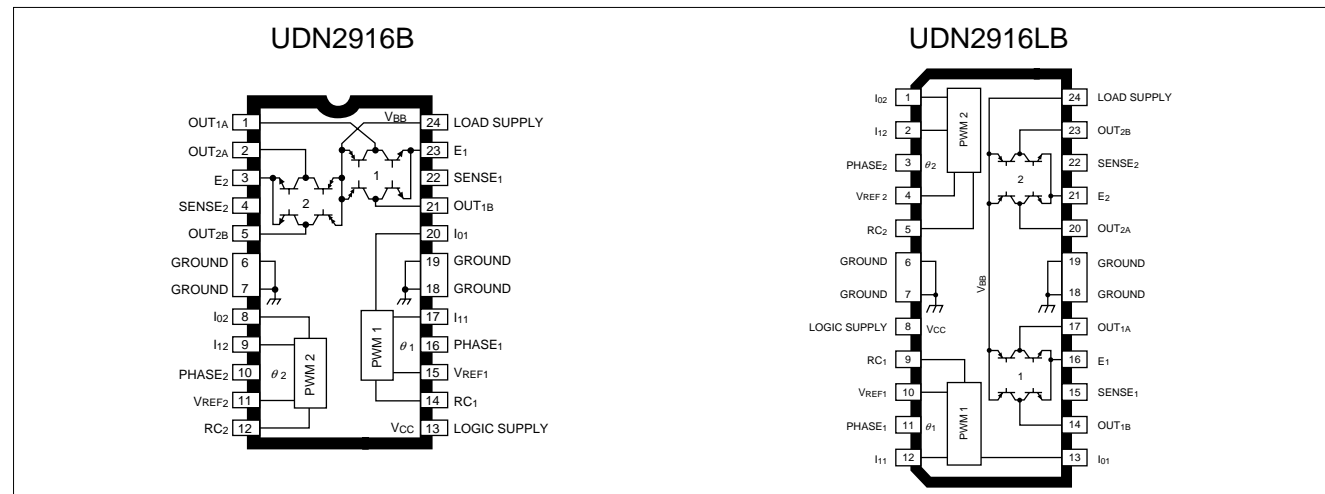 UDN2916B
OUT1A 1
OUT2A 2
E2 3
SENSE2 4
OUT2B 5
GROUND 6
GROUND 7
I02 8
I12 9
PHASE2 10
VREF2 11
RC2 12
VBB
1
2
θ2
PWM 2
PWM 1
θ1
VCC
24 LOAD SUPPLY
23 E1
22 SENSE1
21 OUT1B
20 I01
19 GROUND
18 GROUND
17 I11
16 PHASE1
15 VREF1
14 RC1
13 LOGIC SUPPLY
UDN2916LB
I02 1
I12 2
PHASE2 3
VREF 2 4
RC2 5
GROUND 6
GROUND 7
LOGIC SUPPLY 8
RC1 9
VREF1 10
PHASE1 11
I11 12
PWM 2
θ2
2
VBB
VCC
1
θ1
PWM 1
24 LOAD SUPPLY
23 OUT2B
22 SENSE2
21 E2
20 OUT2A
19 GROUND
18 GROUND
17 OUT1A
16 E1
15 SENSE1
14 OUT1B
13 I01